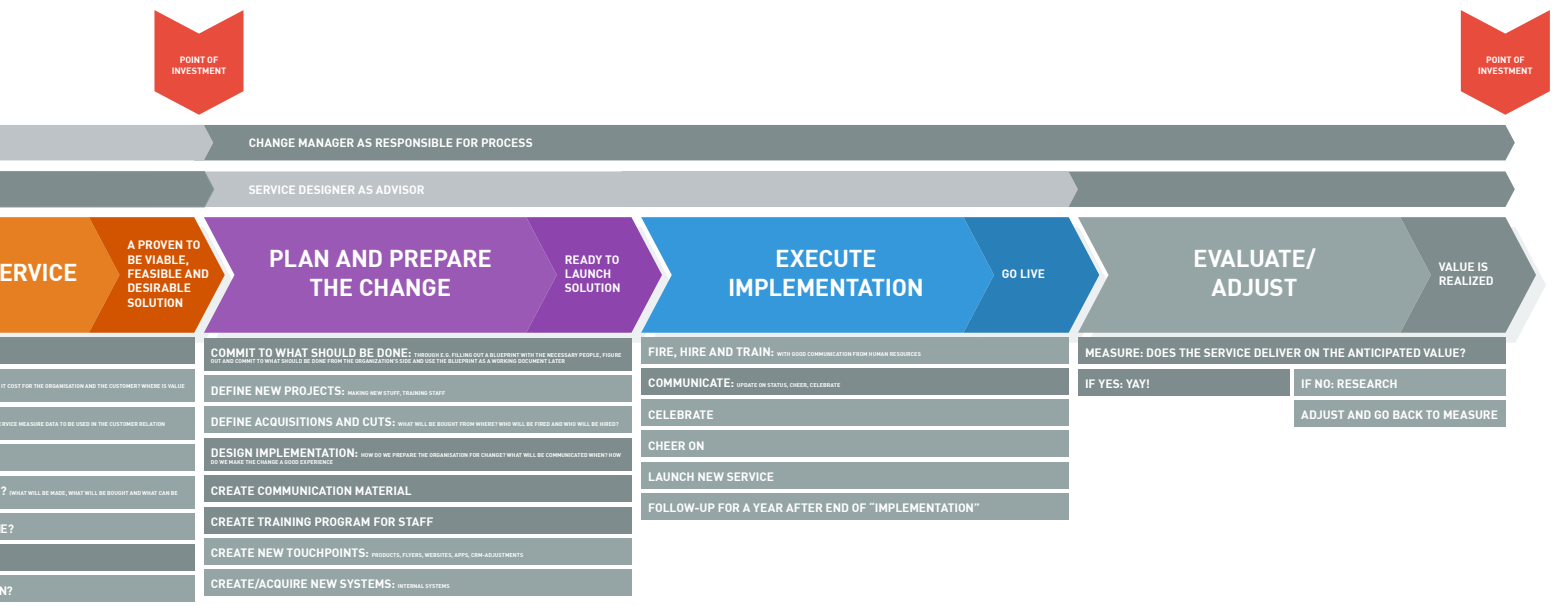 POINT OF
INVESTMENT
POINT OF
INVESTMENT
CHANGE MANAGER AS RESPONSIBLE FOR PROCESS
SERVICE DESIGNER AS ADVISOR
ERVICE
A PROVEN TO
BE VIABLE,
FEASIBLE AND
DESIRABLE
SOLUTION
PLAN AND PREPARE
THE CHANGE
READY TO
LAUNCH
SOLUTION
EXECUTE
IMPLEMENTATION
GO LIVE
EVALUATE/
ADJUST
VALUE IS
REALIZED
IT COST FOR THE ORGANISATION AND THE CUSTOMER? WHERE IS VALUE
ERVICE MEASURE DATA TO BE USED IN THE CUSTOMER RELATION
? (WHAT WILL BE MADE, WHAT WILL BE BOUGHT AND WHAT CAN BE
E?
N?
COMMIT TO WHAT SHOULD BE DONE: THROUGH E.G. FILLING OUT A BLUEPRINT WITH THE NECESSARY PEOPLE, FIGURE
OUT AND COMMIT TO WHAT SHOULD BE DONE FROM THE ORGANIZATION'S SIDE AND USE THE BLUEPRINT AS A WORKING DOCUMENT LATER
DEFINE NEW PROJECTS: MAKING NEW STUFF, TRAINING STAFF
DEFINE ACQUISITIONS AND CUTS: WHAT WILL BE BOUGHT FROM WHERE? WHO WILL BE FIRED AND WHO WILL BE HIRED?
DESIGN IMPLEMENTATION: HOW DO WE PREPARE THE ORGANISATION FOR CHANGE? WHAT WILL BE COMMUNICATED WHEN? HOW
DO WE MAKE THE CHANGE A GOOD EXPERIENCE
CREATE COMMUNICATION MATERIAL
CREATE TRAINING PROGRAM FOR STAFF
CREATE NEW TOUCHPOINTS: PRODUCTS, FLYERS, WEBSITES, APPS, CRM-ADJUSTMENTS
CREATE/ACQUIRE NEW SYSTEMS: INTERNAL SYSTEMS
FIRE, HIRE AND TRAIN: WITH GOOD COMMUNICATION FROM HUMAN RESOURCES
COMMUNICATE: UPDATE ON STATUS, CHEER, CELEBRATE
CELEBRATE
CHEER ON
LAUNCH NEW SERVICE
FOLLOW-UP FOR A YEAR AFTER END OF "IMPLEMENTATION"
MEASURE: DOES THE SERVICE DELIVER ON THE ANTICIPATED VALUE?
IF YES: YAY!
IF NO: RESEARCH
ADJUST AND GO BACK TO MEASURE